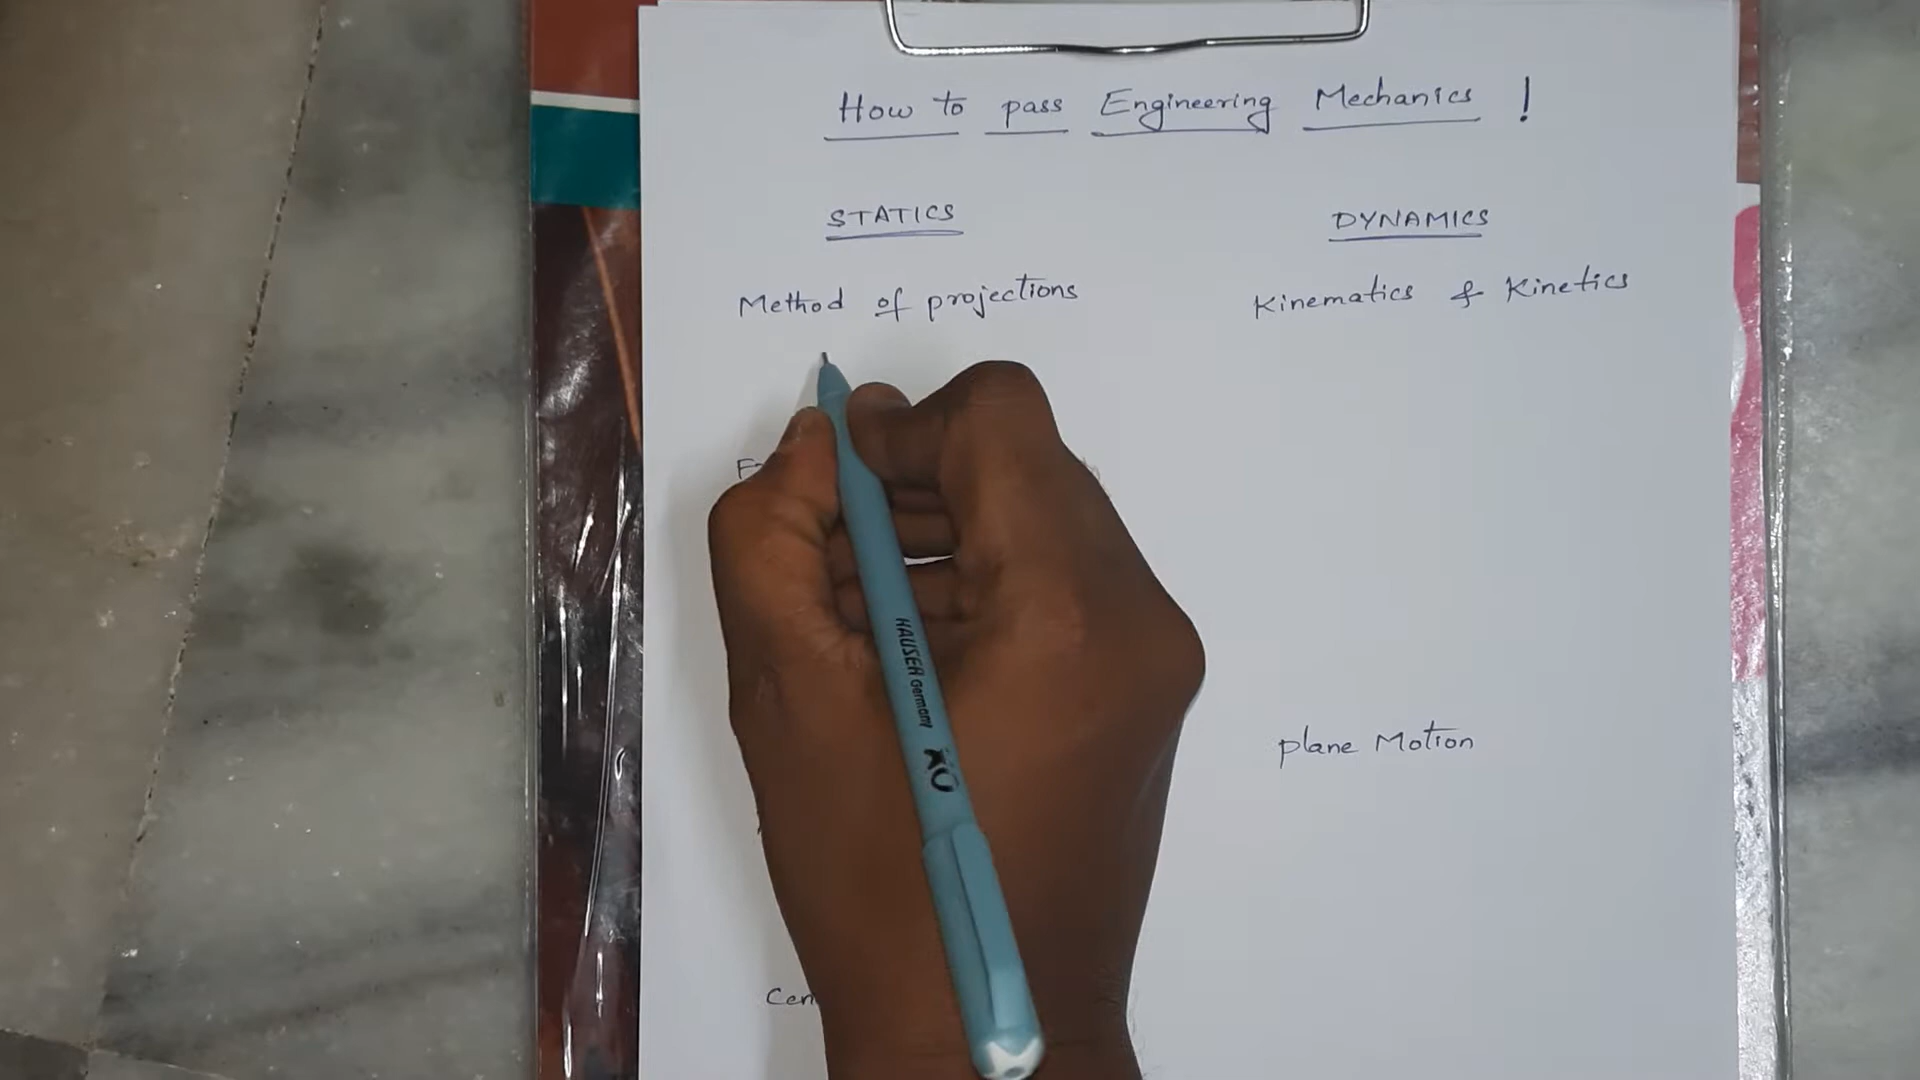 How to pass Engineering Mechanics !
STATICS
DYNAMICS
Method of projections
Kinematics & Kinetics
HAUSER Germany XO
plane Motion